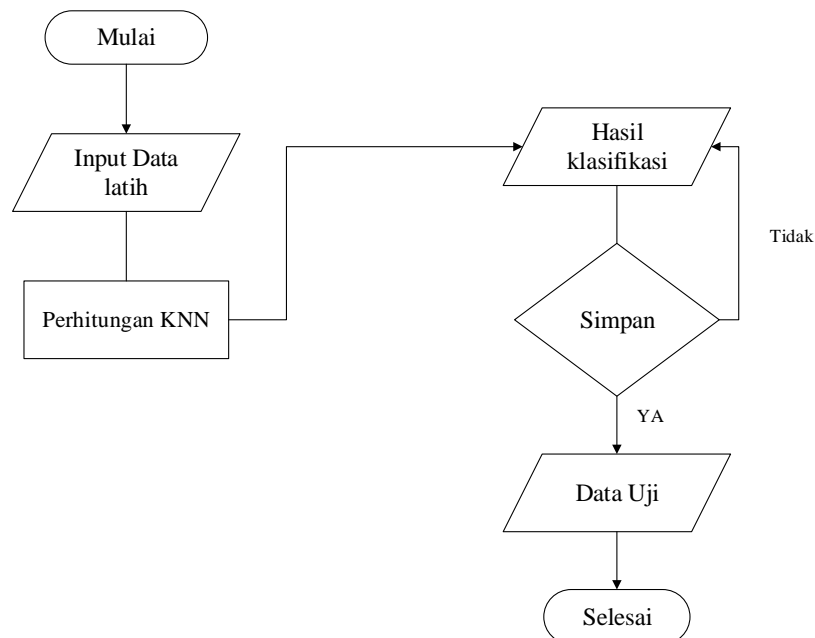 Mulai
Input Data
latih
Perhitungan KNN
Hasil
klasifikasi
Tidak
Simpan
YA
Data Uji
Selesai